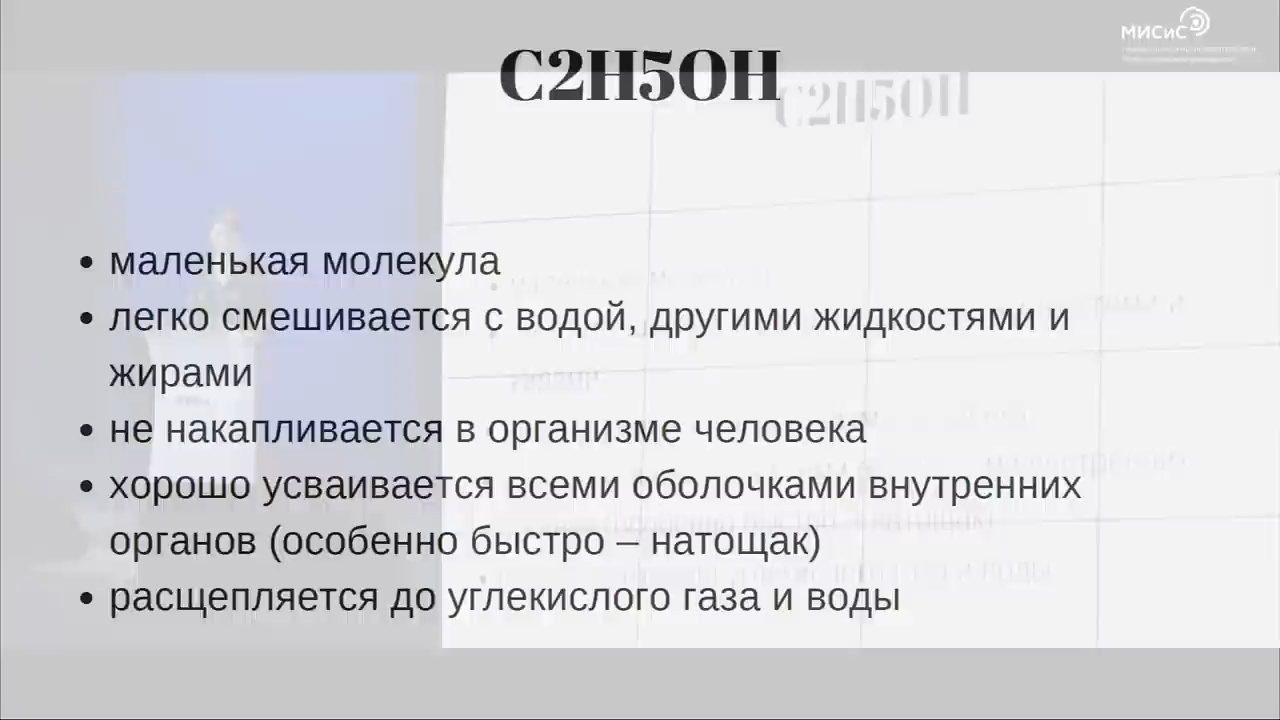 МИСиС
C2H5OH
C2H5OH
• маленькая молекула
• легко смешивается с водой, другими жидкостями и
жирами
• не накапливается в организме человека
• хорошо усваивается всеми оболочками внутренних
органов (особенно быстро – натощак)
• расщепляется до углекислого газа и воды